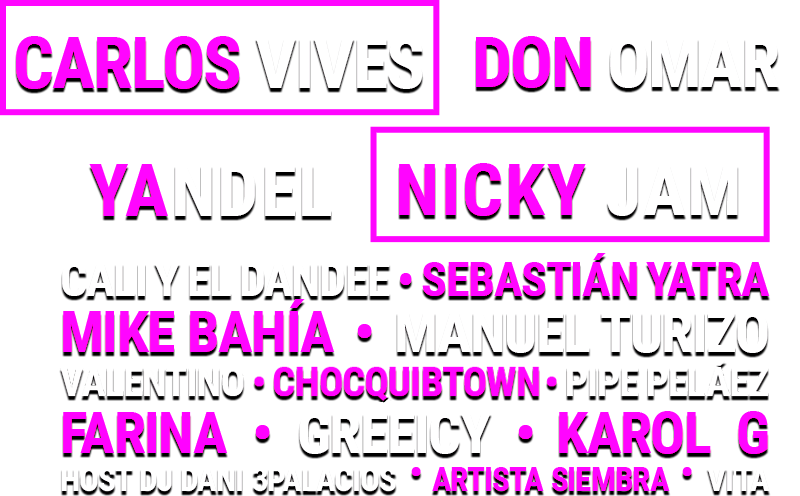 CARLOS VIVES DON OMAR
YANDEL NICKY JAM
CALI Y EL DANDEE • SEBASTIÁN YATRA
MIKE BAHÍA • MANUEL TURIZO
VALENTINO • CHOCQUIBTOWN • PIPE PELÁEZ
FARINA • GREEICY • KAROL G
HOST DJ DANI 3PALACIOS • ARTISTA SIEMBRA • VITA